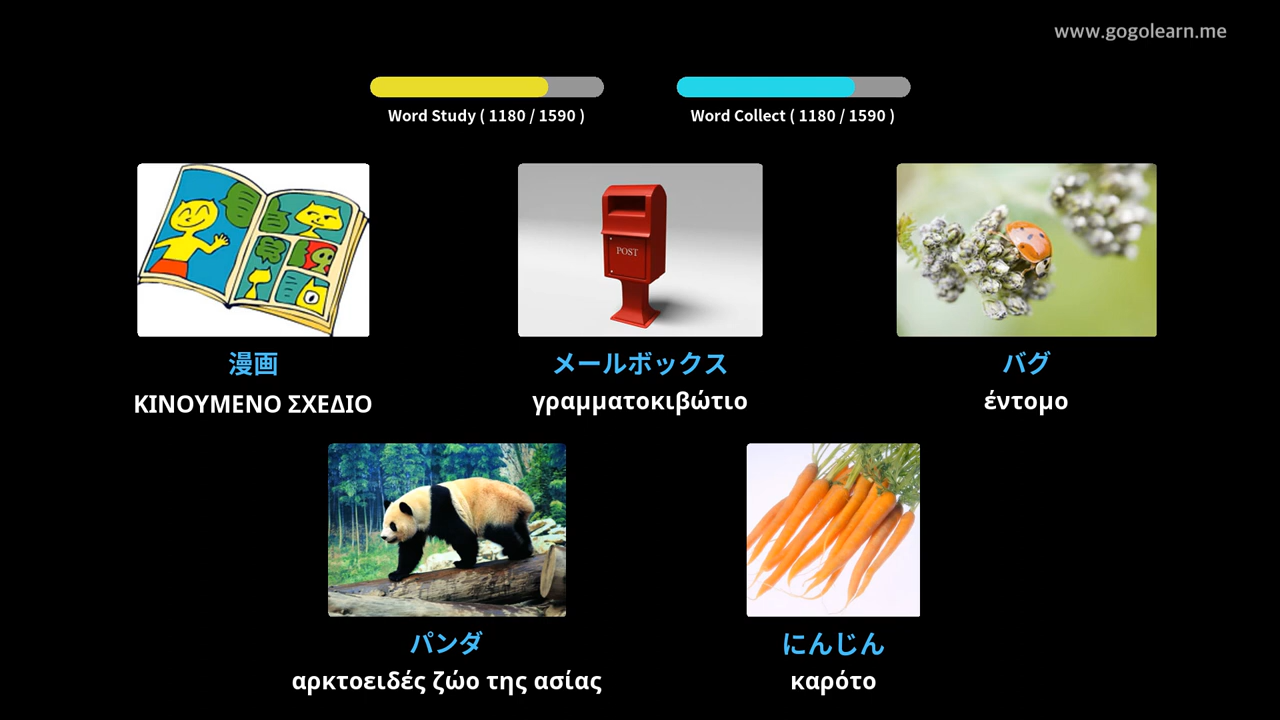 www.gogolearn.me
Word Study ( 1180 / 1590 )
Word Collect ( 1180 / 1590 )
POST
漫画
メールボックス
バグ
ΚΙΝΟΥΜΕΝΟ ΣΧΕΔΙΟ
γραμματοκιβώτιο
έντομο
パンダ
にんじん
αρκτοειδές ζώο της ασίας
καρότο